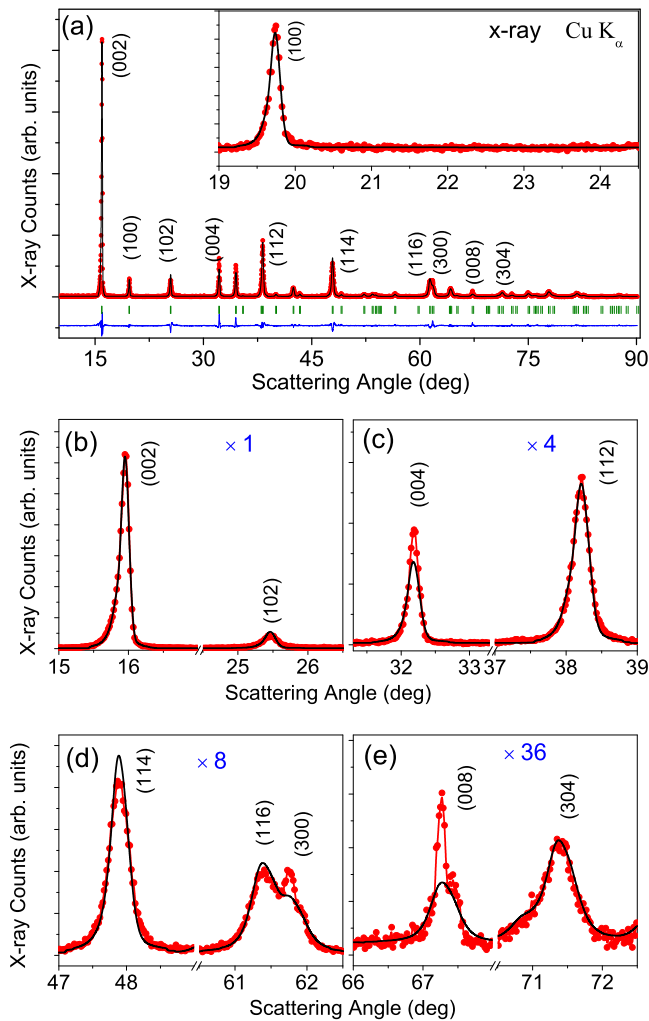 (a)
x-ray Cu Kα
(100)
19 20 21 22 23 24
(002)
(100)
(102)
(004)
(112)
(114)
(116)
(300)
(008)
(304)
X-ray Counts (arb. units)
15 30 45 60 75 90
Scattering Angle (deg)
(b)
× 1
(002)
(102)
X-ray Counts (arb. units)
15 16 25 26
(c)
× 4
(004)
(112)
32 33 37 38 39
Scattering Angle (deg)
(d)
× 8
(114)
(116)
(300)
X-ray Counts (arb. units)
47 48 61 62
(e)
× 36
(008)
(304)
66 67 71 72
Scattering Angle (deg)
Scattering Angle (deg)